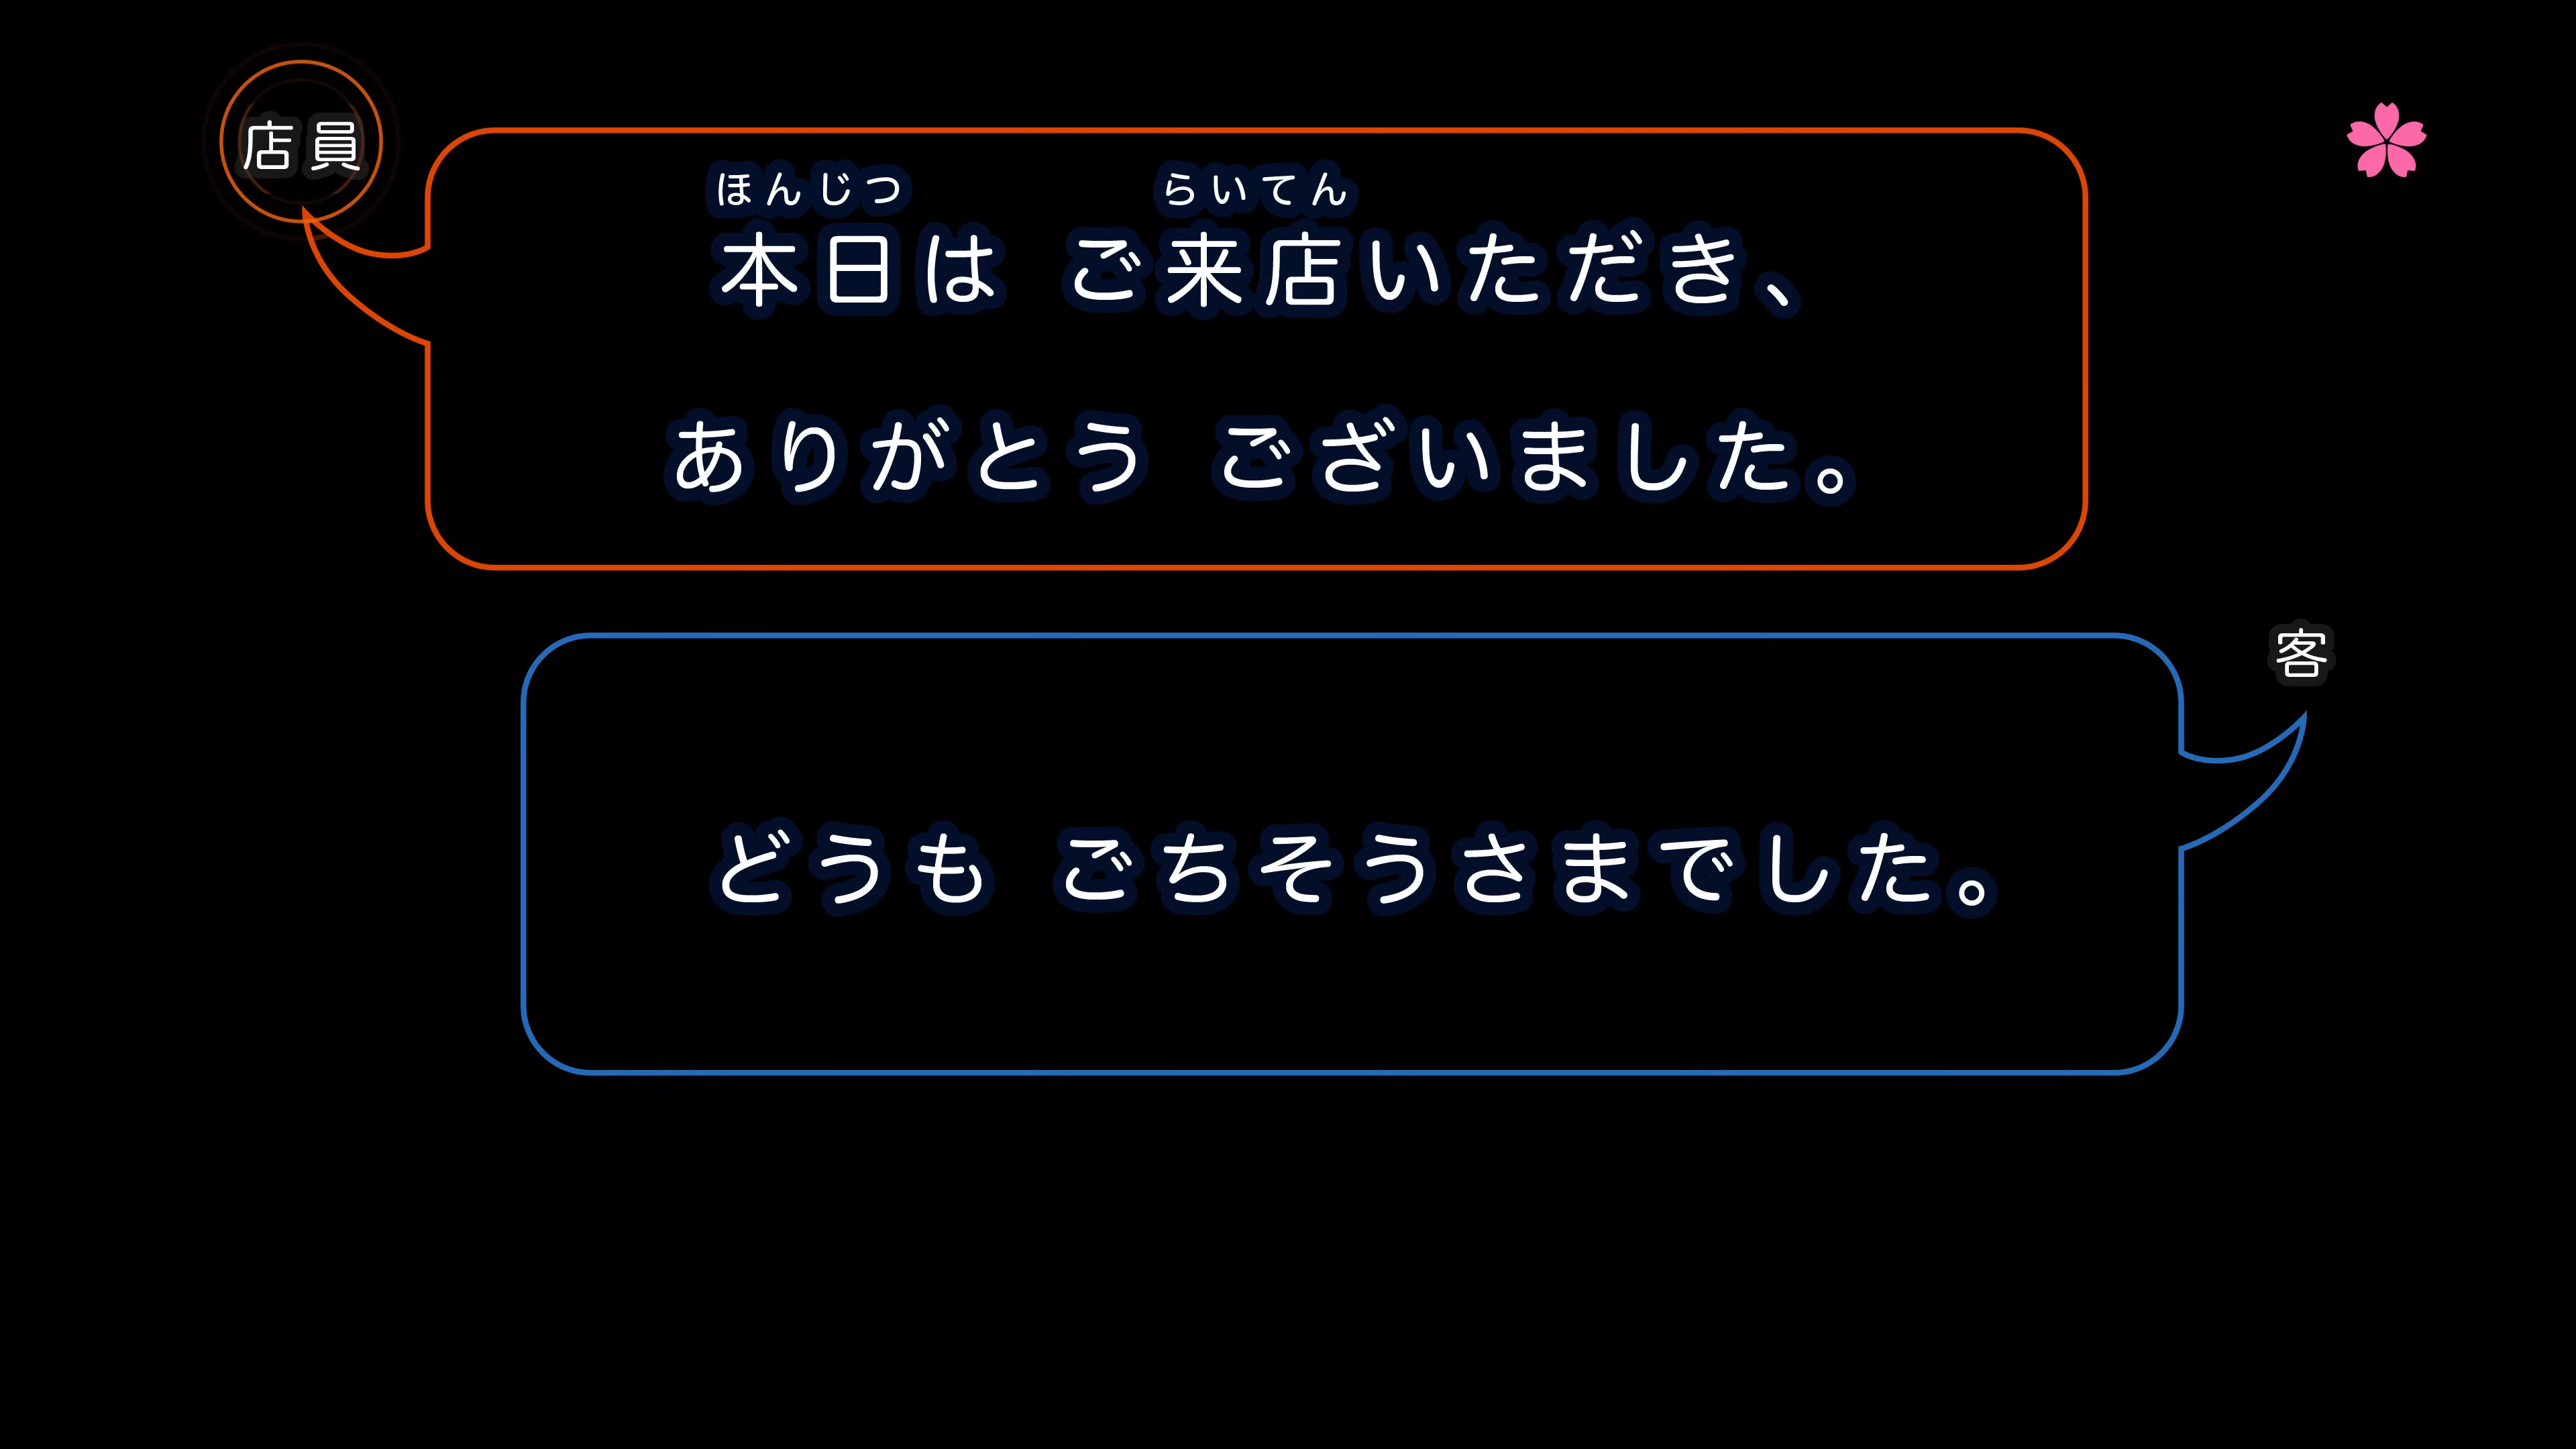 店員
ほんじつ らいてん
本日は ご来店いただき、
ありがとう ございました。
客
どうも ごちそうさまでした。